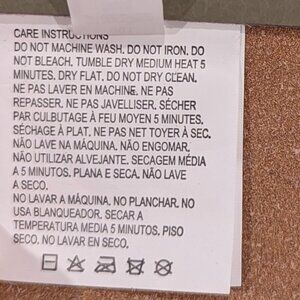 CARE INSTRUCTIONS
DO NOT MACHINE WASH. DO NOT IRON. DO
NOT BLEACH. TUMBLE DRY MEDIUM HEAT 5
MINUTES. DRY FLAT. DO NOT DRY CLEAN.
NE PAS LAVER EN MACHINE. NE PAS
REPASSER. NE PAS JAVELLISER. SÉCHER
PAR CULBUTAGE À FEU MOYEN 5 MINUTES.
SÉCHAGE À PLAT. NE PAS NETTOYER À SEC.
NÃO LAVE NA MÁQUINA. NÃO ENGOMAR.
NÃO UTILIZAR ALVEJANTE. SECAGEM MÉDIA
A 5 MINUTOS. PLANA E SECA. NÃO LAVE
A SECO.
NO LAVAR A MÁQUINA. NO PLANCHAR. NO
USA BLANQUEADOR. SECAR A
TEMPERATURA MEDIA 5 MINUTOS. PISO
SECO. NO LAVAR EN SECO.